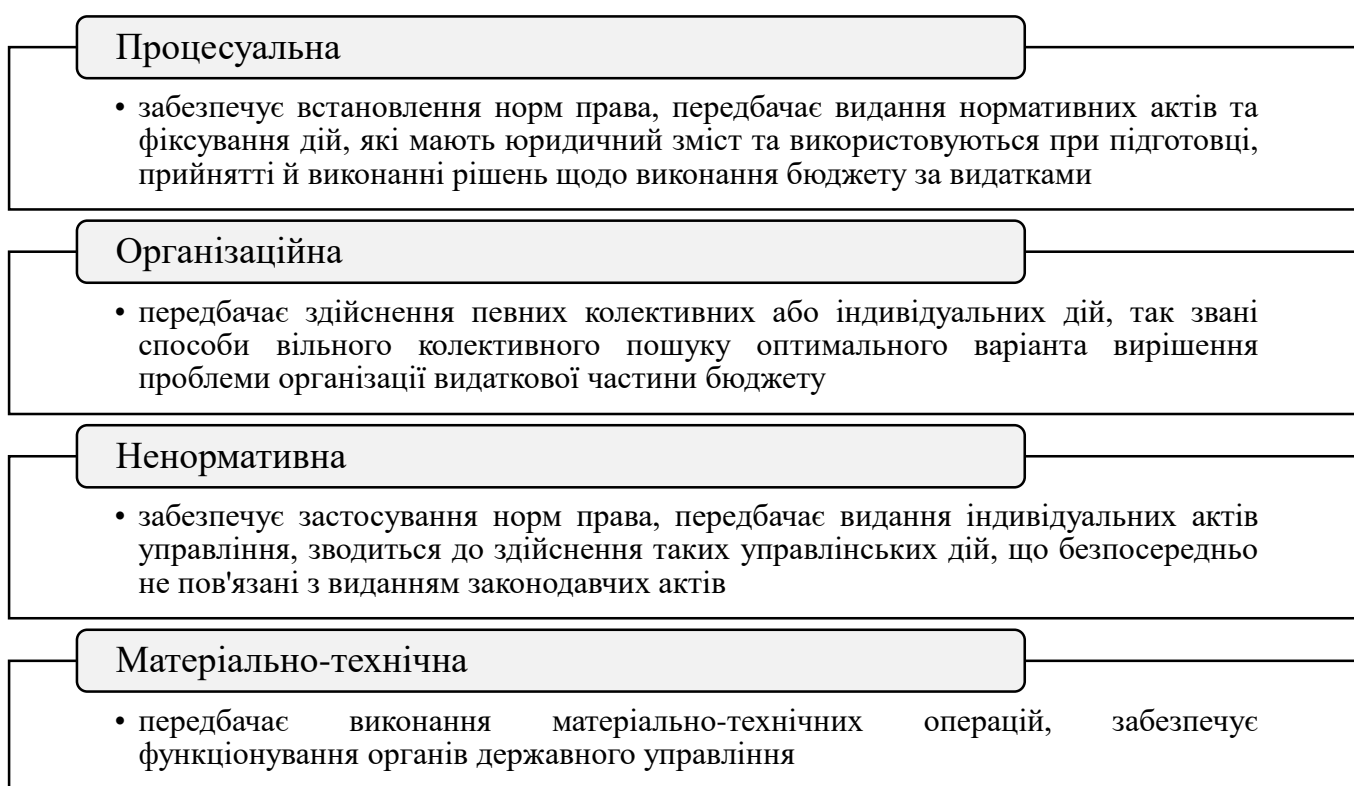 Процесуальна
• забезпечує встановлення норм права, передбачає видання нормативних актів та
фіксування дій, які мають юридичний зміст та використовуються при підготовці,
прийнятті й виконанні рішень щодо виконання бюджету за видатками
Організаційна
• передбачає здійснення певних колективних або індивідуальних дій, так звані
способи вільного колективного пошуку оптимального варіанта вирішення
проблеми організації видаткової частини бюджету
Ненормативна
• забезпечує застосування норм права, передбачає видання індивідуальних актів
управління, зводиться до здійснення таких управлінських дій, що безпосередньо
не пов'язані з виданням законодавчих актів
Матеріально-технічна
• передбачає виконання матеріально-технічних операцій, забезпечує
функціонування органів державного управління